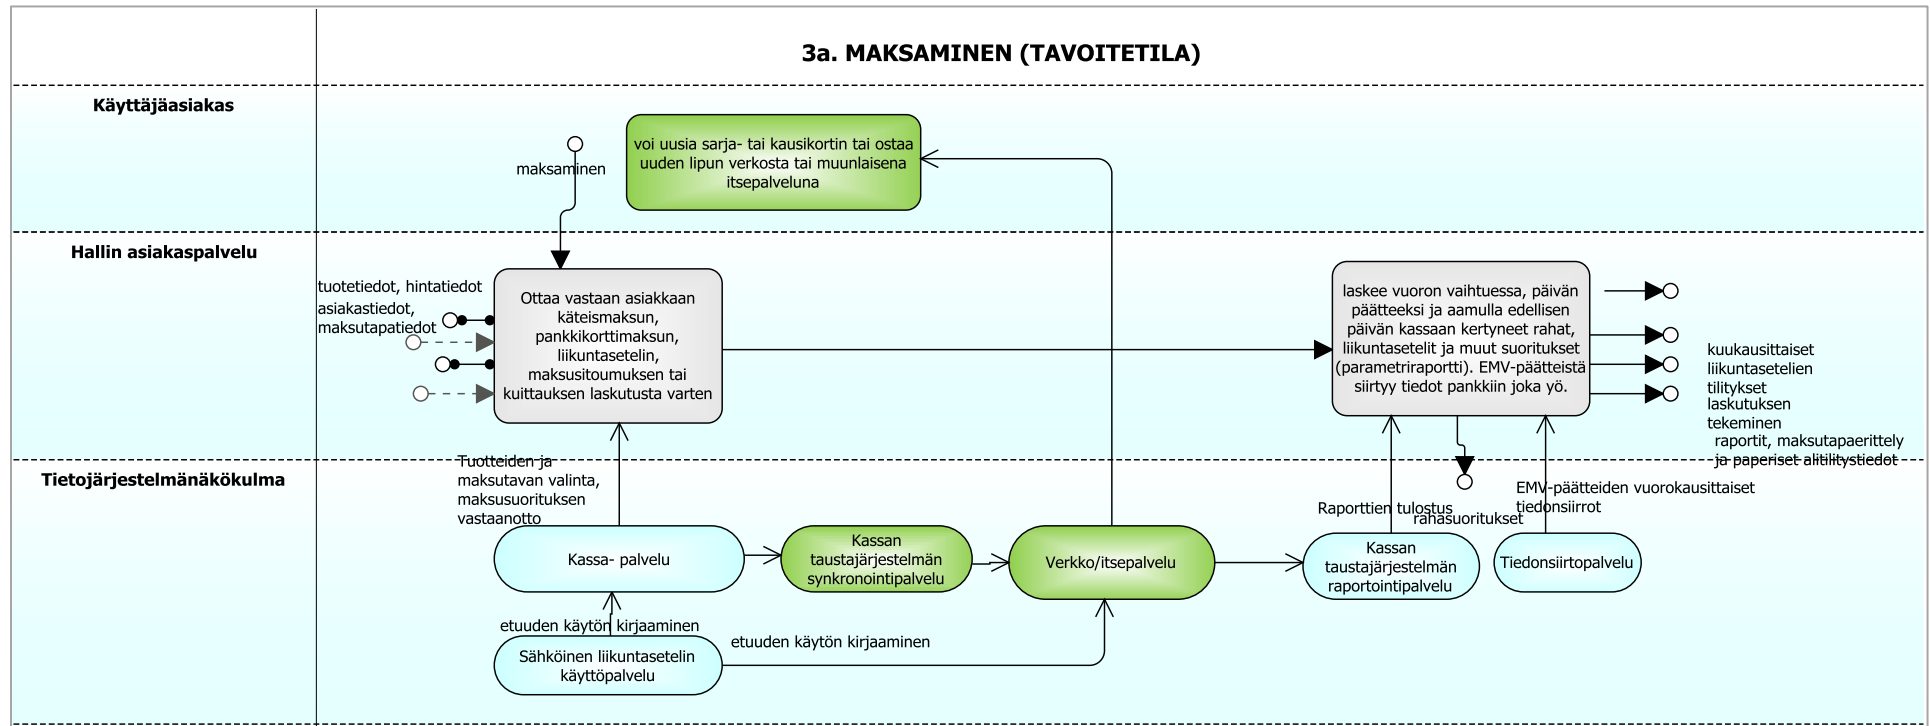 3a. MAKSAMINEN (TAVOITETILA)
Käyttäjäasiakas
maksaminen
voi uusia sarja- tai kausikortin tai ostaa
uuden lipun verkosta tai muunlaisena
itsepalveluna
Hallin asiakaspalvelu
tuotetiedot, hintatiedot
asiakastiedot,
maksutapatiedot
Ottaa vastaan asiakkaan
käteismaksun,
pankkikorttimaksun,
liikuntasetelin,
maksusitoumuksen tai
kuittauksen laskutusta varten
laskee vuoron vaihtuessa, päivän
päätteeksi ja aamulla edellisen
päivän kassaan kertyneet rahat,
liikuntasetelit ja muut suoritukset
(parametriraportti). EMV-päätteistä
siirtyy tiedot pankkiin joka yö.
kuukausittaiset
liikuntasetelien
tilitykset
laskutuksen
tekeminen
raportit, maksutapaerittely
ja paperiset alitilitystiedot
Tietojärjestelmänäkökulma
Tuotteiden ja
maksutavan valinta,
maksusuorituksen
vastaanotto
Raporttien tulostus
rahasuoritukset
EMV-päätteiden vuorokausittaiset
tiedonsiirrot
Kassa- palvelu
Kassan
taustajärjestelmän
synkronointipalvelu
Verkko/itsepalvelu
Kassan
taustajärjestelmän
raportointipalvelu
Tiedonsiirtopalvelu
etuuden käytön kirjaaminen
etuuden käytön kirjaaminen
Sähköinen liikuntasetelin
käyttöpalvelu